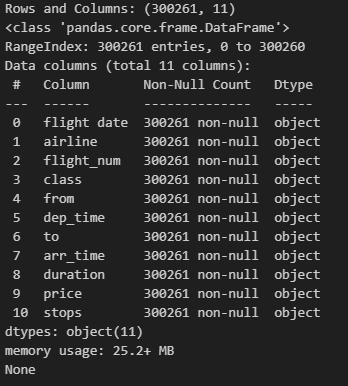 Rows and Columns: (300261, 11)
<class 'pandas.core.frame.DataFrame'>
RangeIndex: 300261 entries, 0 to 300260
Data columns (total 11 columns):
 #   Column       Non-Null Count   Dtype
---  ------       --------------   -----
 0   flight date  300261 non-null  object
 1   airline      300261 non-null  object
 2   flight_num   300261 non-null  object
 3   class        300261 non-null  object
 4   from         300261 non-null  object
 5   dep_time     300261 non-null  object
 6   to           300261 non-null  object
 7   arr_time     300261 non-null  object
 8   duration     300261 non-null  object
 9   price        300261 non-null  object
 10  stops        300261 non-null  object
dtypes: object(11)
memory usage: 25.2+ MB
None